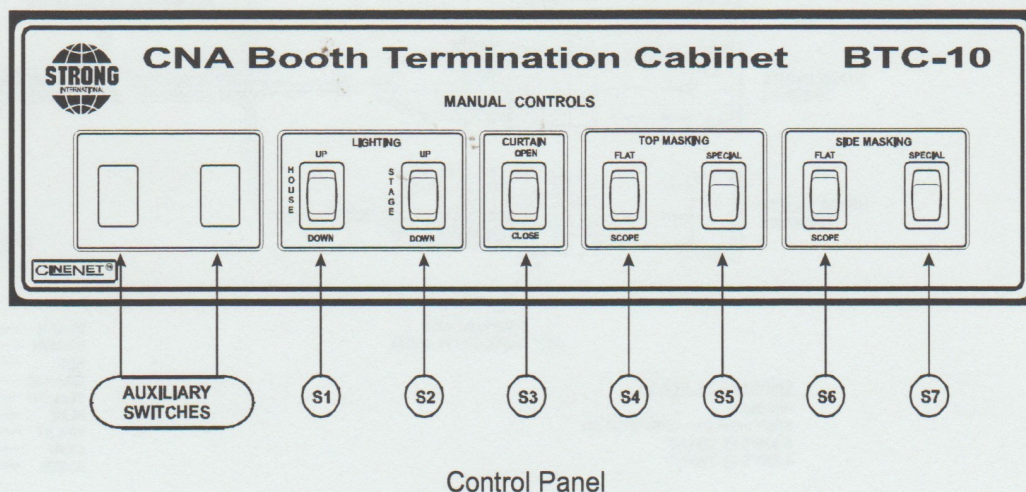 CNA Booth Termination Cabinet BTC-10
STRONG
INTERNATIONAL
MANUAL CONTROLS
LIGHTING
HOUSE
UP
DOWN
STAGE
UP
DOWN
CURTAIN
OPEN
CLOSE
TOP MASKING
FLAT
SCOPE
SPECIAL
SIDE MASKING
FLAT
SCOPE
SPECIAL
CINENET
AUXILIARY
SWITCHES
S1
S2
S3
S4
S5
S6
S7
Control Panel